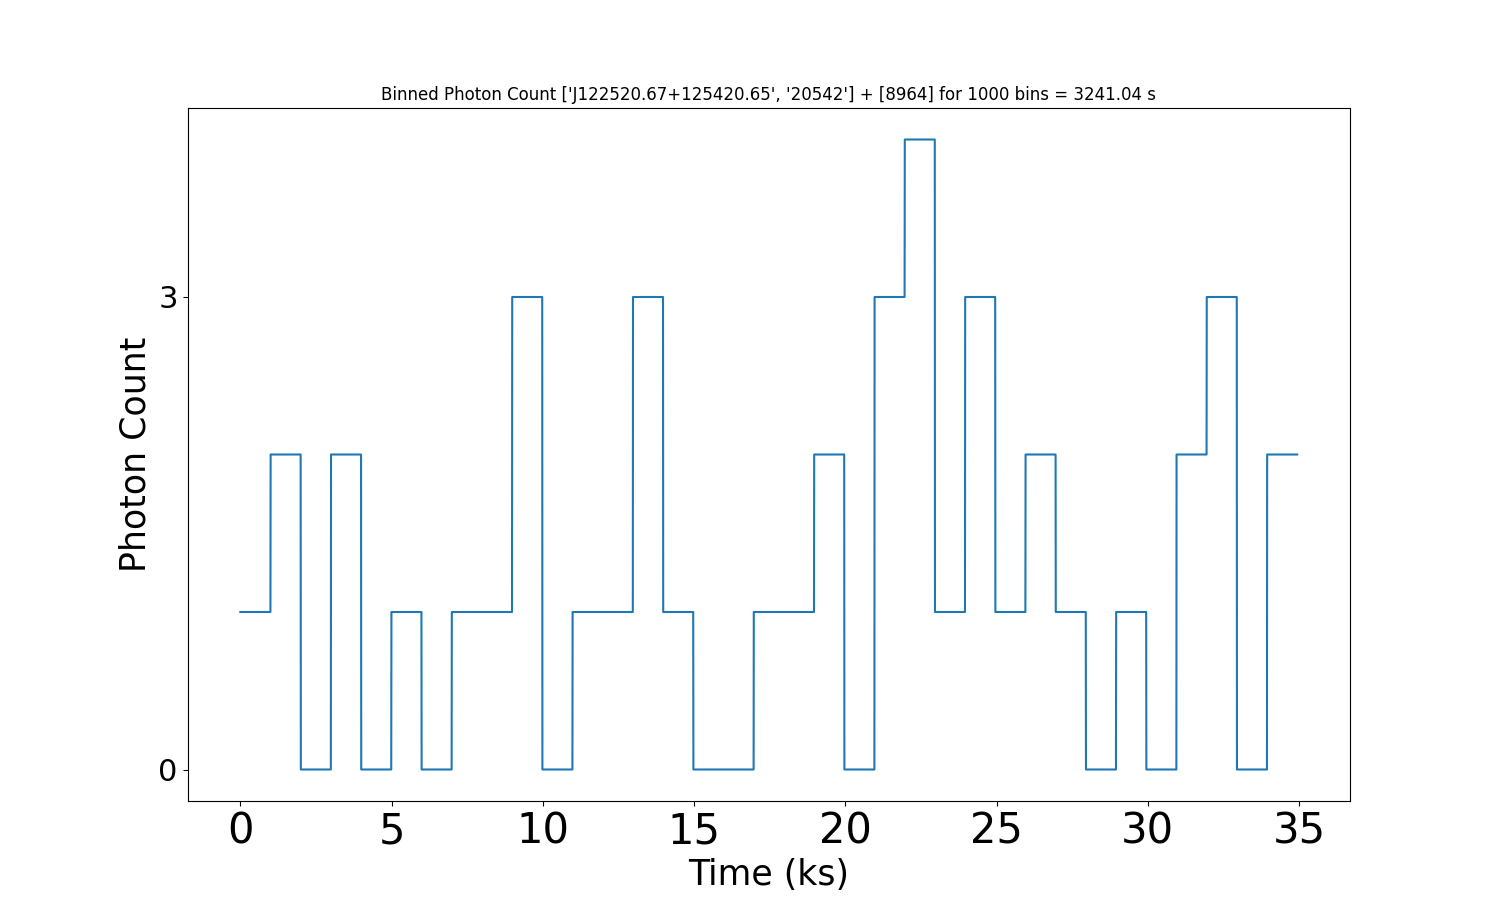 Binned Photon Count ['J122520.67+125420.65', '20542'] + [8964] for 1000 bins = 3241.04 s
Photon Count
3
0
0 5 10 15 20 25 30 35
Time (ks)